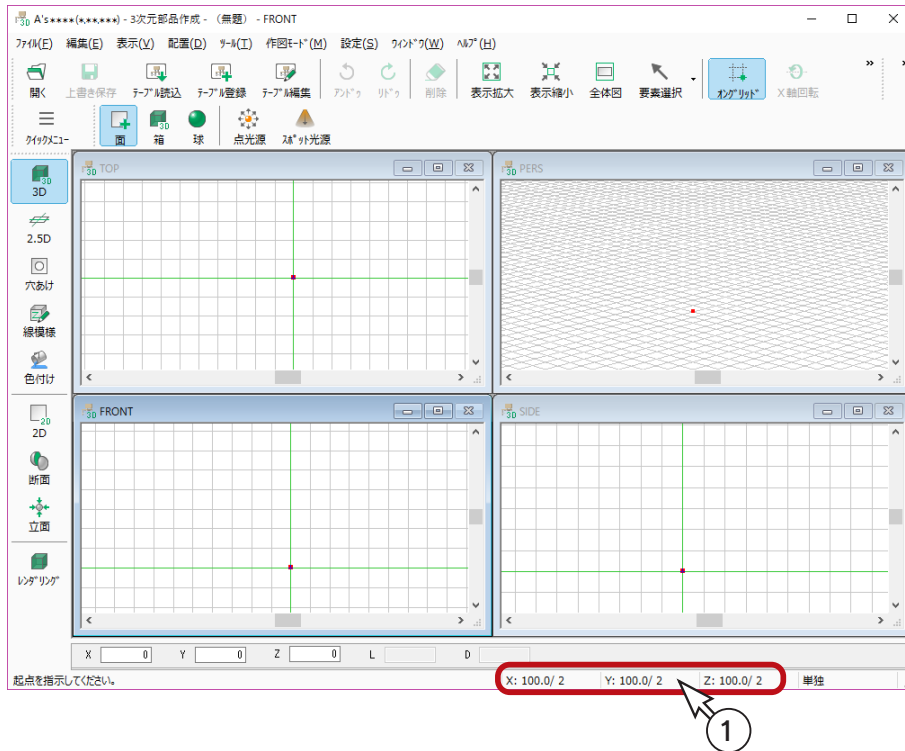 A's**** (*.**.***) - 3次元部品作成 - （無題） - FRONT
ﾌｧｲﾙ(F) 編集(E) 表示(V) 配置(D) ﾂｰﾙ(T) 作図ﾓｰﾄﾞ(M) 設定(S) ｳｨﾝﾄﾞｳ(W) ﾍﾙﾌﾟ(H)
開く 上書き保存 ﾃｰﾌﾞﾙ読込 ﾃｰﾌﾞﾙ登録 ﾃｰﾌﾞﾙ編集 ｱﾝﾄﾞｩ ﾘﾄﾞｩ 削除 表示拡大 表示縮小 全体図 要素選択 ｵﾝｸﾞﾘｯﾄﾞ X軸回転
ｸｲｯｸﾒﾆｭｰ 面 箱 球 点光源 ｽﾎﾟｯﾄ光源
3D
2.5D
穴あけ
線模様
色付け
2D
断面
立面
ﾚﾝﾀﾞﾘﾝｸﾞ
TOP
PERS
FRONT
SIDE
X 0 Y 0 Z 0 L D
起点を指示してください。 X: 100.0/ 2 Y: 100.0/ 2 Z: 100.0/ 2 単独
1